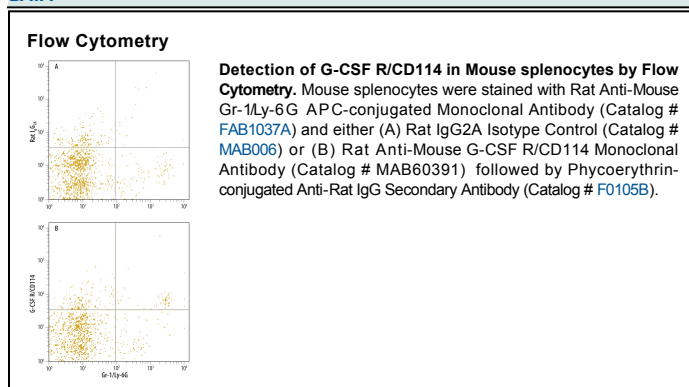 Flow Cytometry
Detection of G-CSF R/CD114 in Mouse splenocytes by Flow
Cytometry. Mouse splenocytes were stained with Rat Anti-Mouse
Gr-1/Ly-6G APC-conjugated Monoclonal Antibody (Catalog #
FAB1037A) and either (A) Rat IgG2A Isotype Control (Catalog #
MAB006) or (B) Rat Anti-Mouse G-CSF R/CD114 Monoclonal
Antibody (Catalog # MAB60391) followed by Phycoerythrin-
conjugated Anti-Rat IgG Secondary Antibody (Catalog # F0105B).
A
B
G-CSF R/CD114
Gr-1/Ly-6G